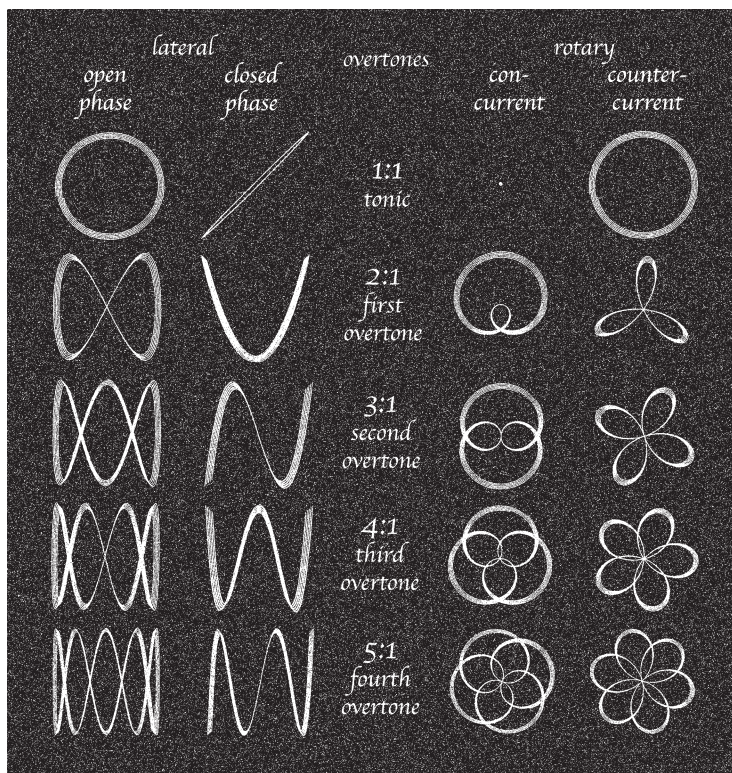 lateral
overtones
rotary
open
phase
closed
phase
con-
current
counter-
current
1:1
tonic
2:1
first
overtone
3:1
second
overtone
4:1
third
overtone
5:1
fourth
overtone